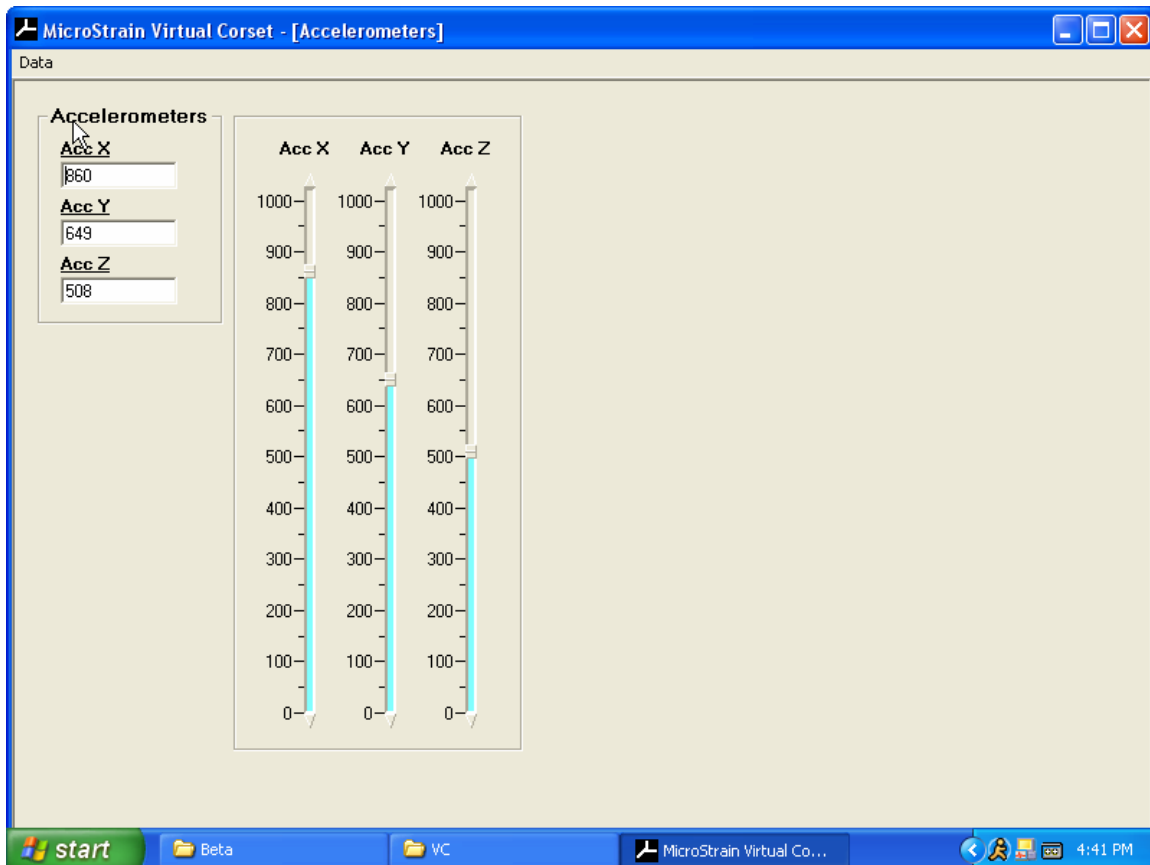 MicroStrain Virtual Corset - [Accelerometers]
Data
Accelerometers
Acc X
860
Acc Y
649
Acc Z
508
Acc X Acc Y Acc Z
1000 1000 1000
900 900 900
800 800 800
700 700 700
600 600 600
500 500 500
400 400 400
300 300 300
200 200 200
100 100 100
0 0 0
start Beta VC MicroStrain Virtual Co... 4:41 PM